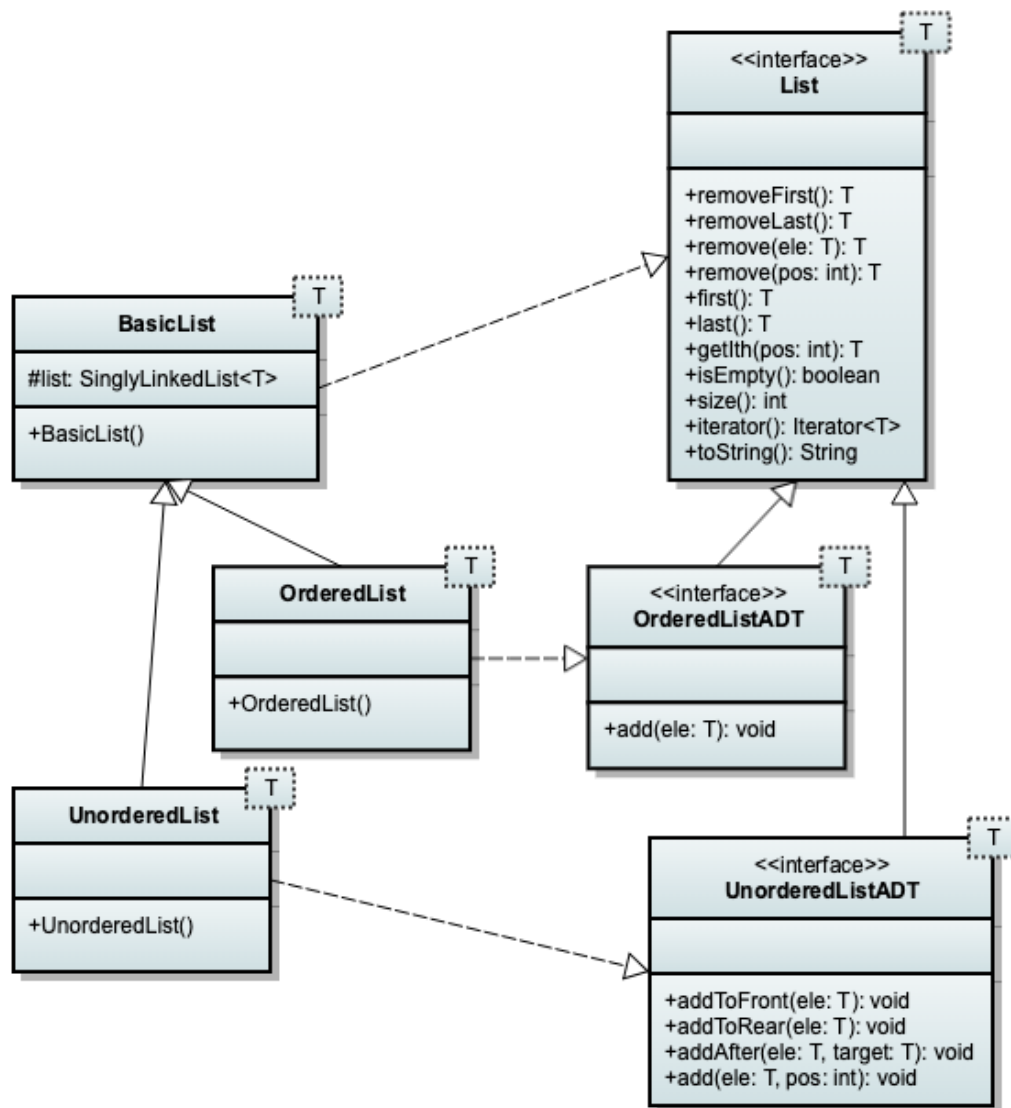 T
<<interface>>
List
+removeFirst(): T
+removeLast(): T
+remove(ele: T): T
+remove(pos: int): T
+first(): T
+last(): T
+getIth(pos: int): T
+isEmpty(): boolean
+size(): int
+iterator(): Iterator<T>
+toString(): String
T
BasicList
#list: SinglyLinkedList<T>
+BasicList()
T
OrderedList
+OrderedList()
T
<<interface>>
OrderedListADT
+add(ele: T): void
T
UnorderedList
+UnorderedList()
T
<<interface>>
UnorderedListADT
+addToFront(ele: T): void
+addToRear(ele: T): void
+addAfter(ele: T, target: T): void
+add(ele: T, pos: int): void